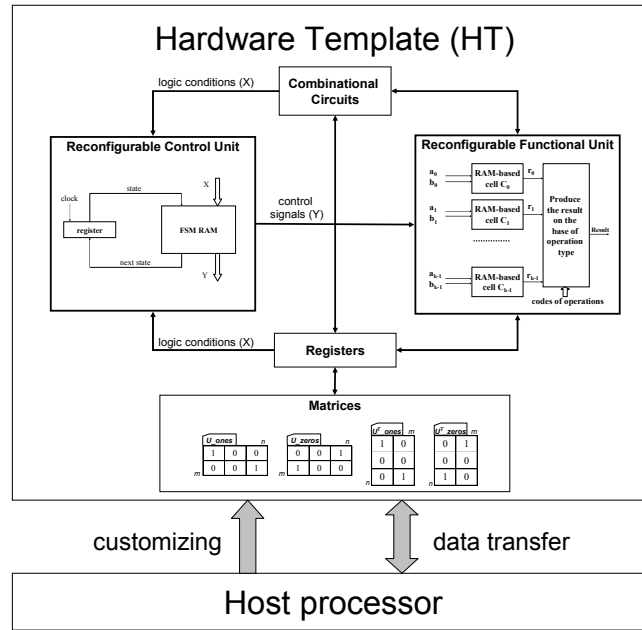 Hardware Template (HT)
logic conditions (X)
Combinational
Circuits
Reconfigurable Control Unit
state
X
clock
register
FSM RAM
next state
Y
control
signals (Y)
Reconfigurable Functional Unit
a0
b0
RAM-based
cell C0
r0
a1
b1
RAM-based
cell C1
r1
................
ak-1
bk-1
RAM-based
cell Ck-1
rk-1
Produce
the result
on the
base of
operation
type
Result
codes of operations
logic conditions (X)
Registers
Matrices
U_ones n
1 0 0
0 0 1
m
U_zeros n
0 0 1
1 0 0
m
UT_ones m
1 0
0 0
0 1
n
UT_zeros m
0 1
0 0
1 0
n
customizing
data transfer
Host processor